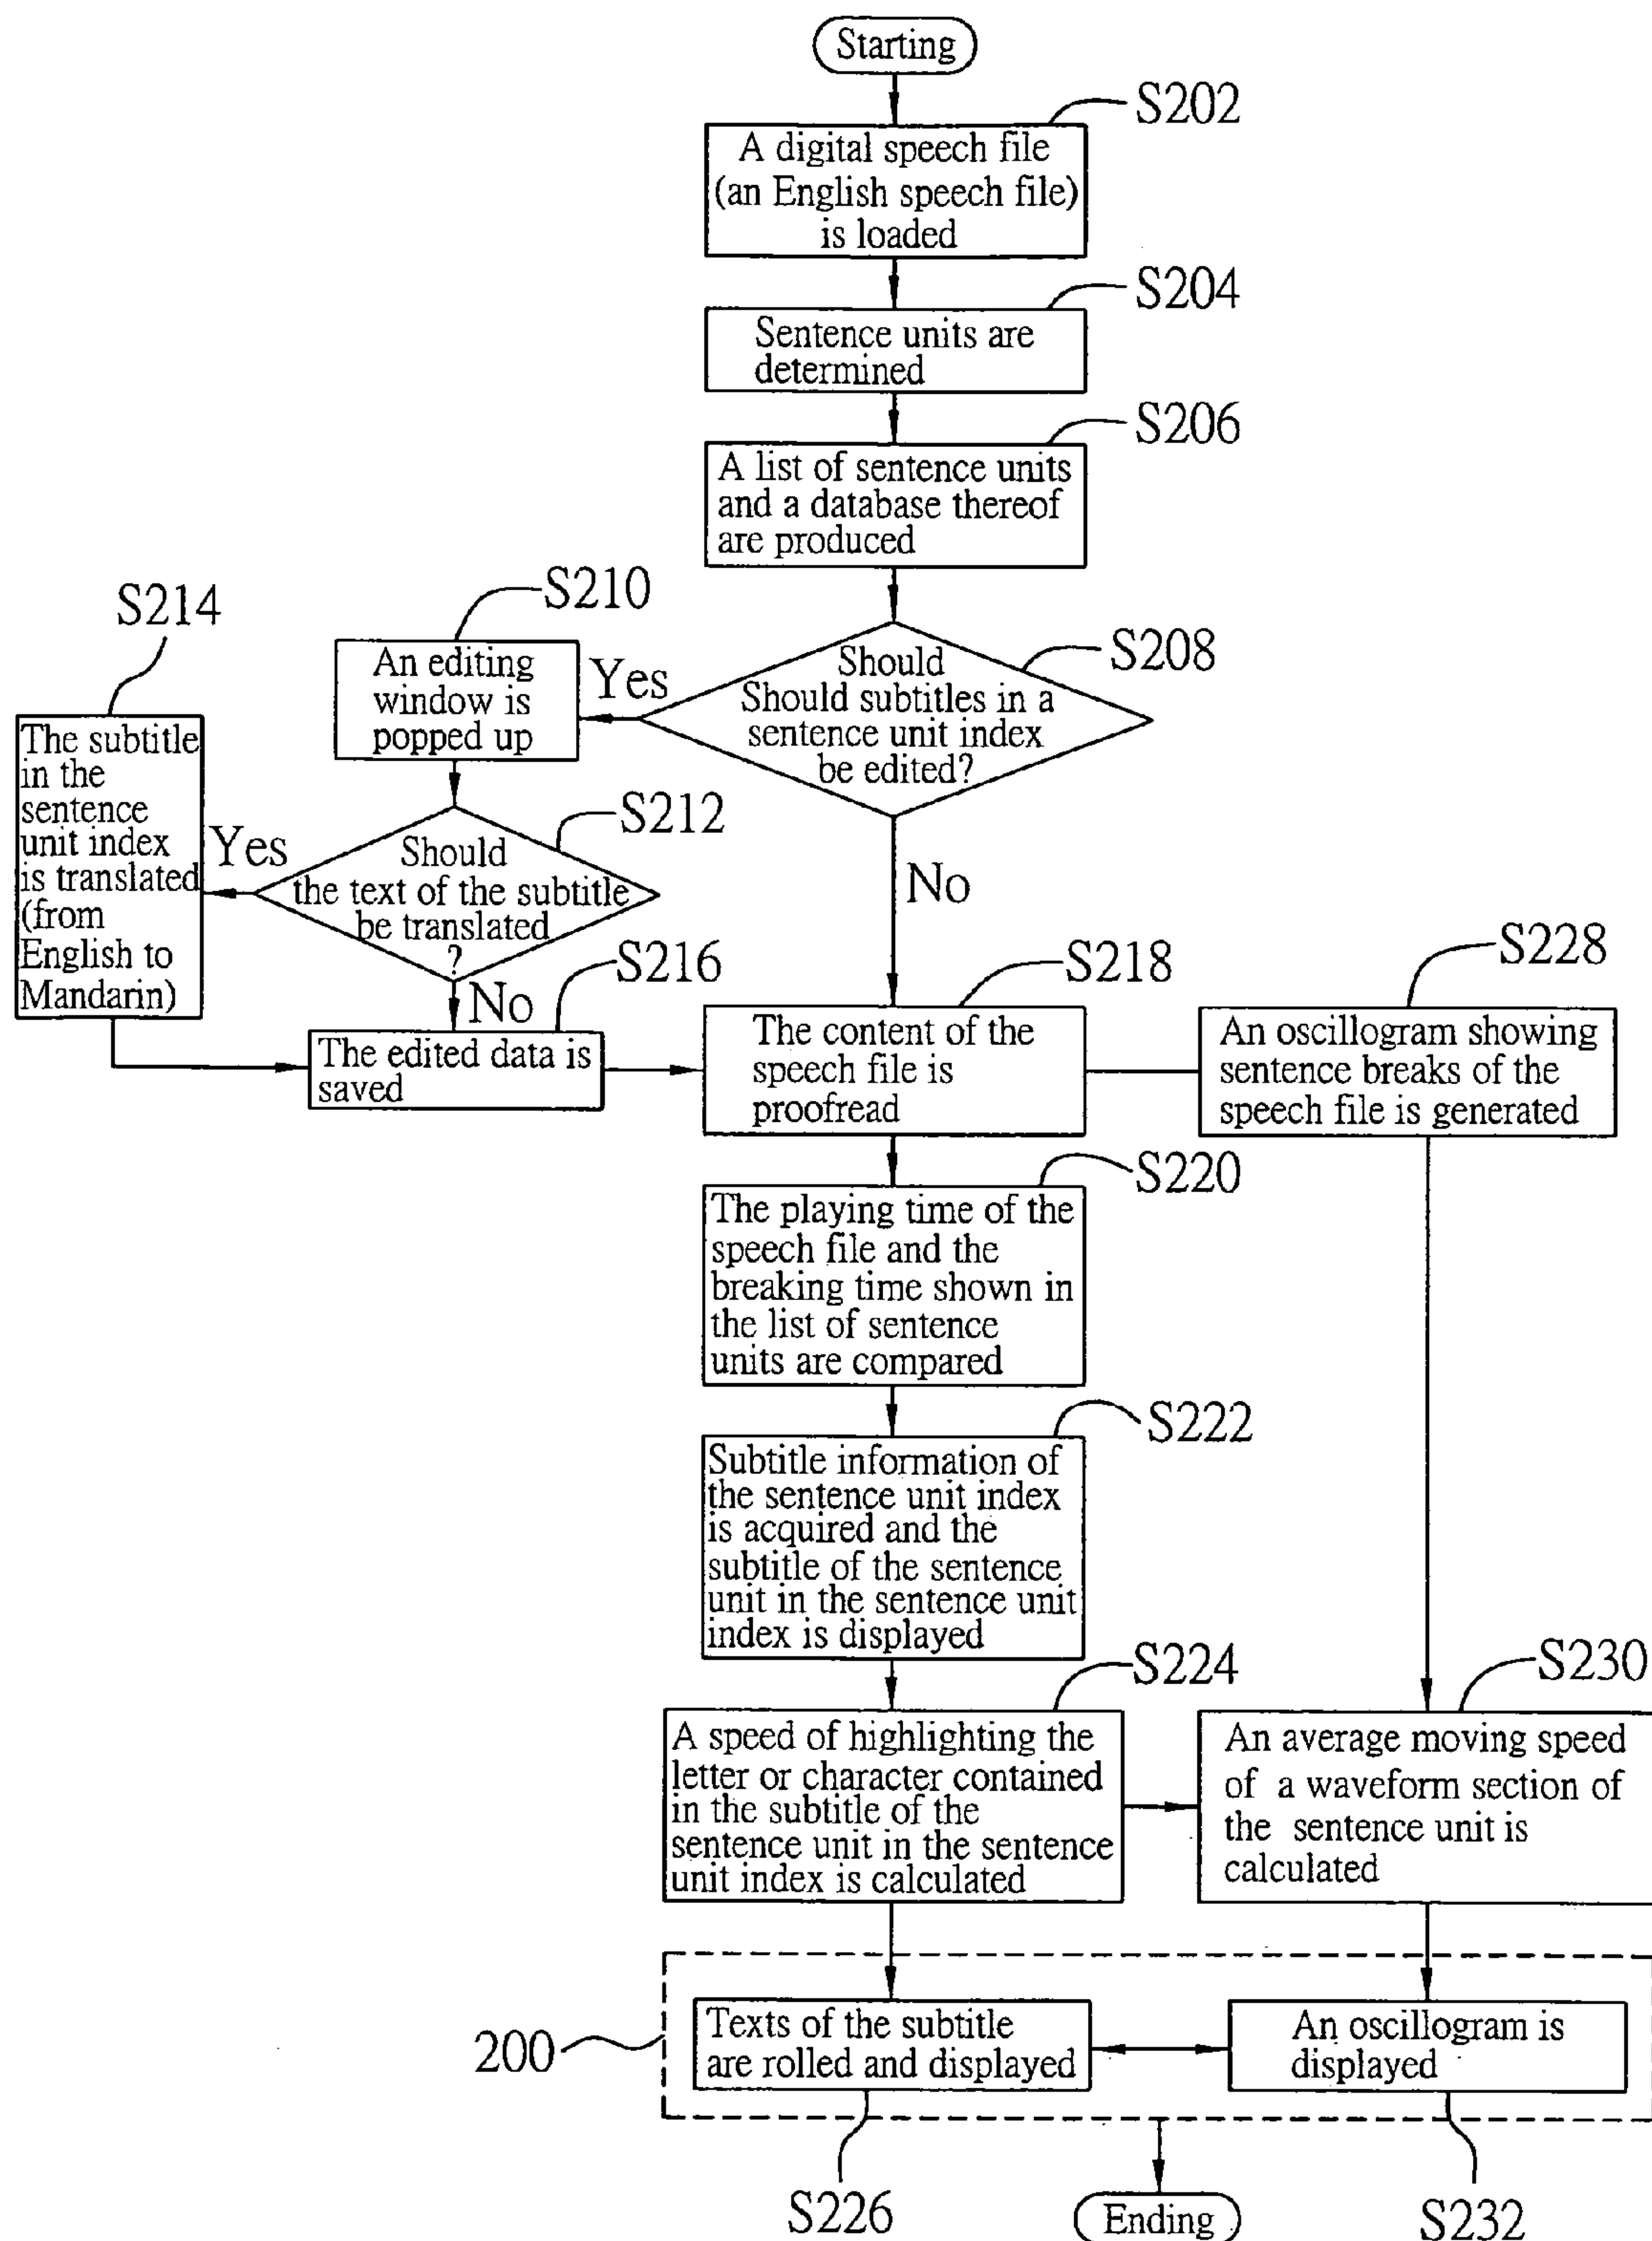 Starting
S202
A digital speech file
(an English speech file)
is loaded
S204
Sentence units are
determined
S206
A list of sentence units
and a database thereof
are produced
S208
Should
Should subtitles in a
sentence unit index
be edited?
Yes
No
S210
An editing
window is
popped up
S212
Should
the text of the subtitle
be translated
?
Yes
No
S214
The subtitle
in the
sentence
unit index
is translated
(from
English to
Mandarin)
S216
The edited data is
saved
S218
The content of the
speech file is
proofread
S228
An oscillogram showing
sentence breaks of the
speech file is generated
S220
The playing time of the
speech file and the
breaking time shown in
the list of sentence
units are compared
S222
Subtitle information of
the sentence unit index
is acquired and the
subtitle of the sentence
unit in the sentence unit
index is displayed
S224
A speed of highlighting the
letter or character contained
in the subtitle of the
sentence unit in the sentence
unit index is calculated
S230
An average moving speed
of a waveform section of
the sentence unit is
calculated
200
Texts of the subtitle
are rolled and displayed
An oscillogram is
displayed
S226
Ending
S232